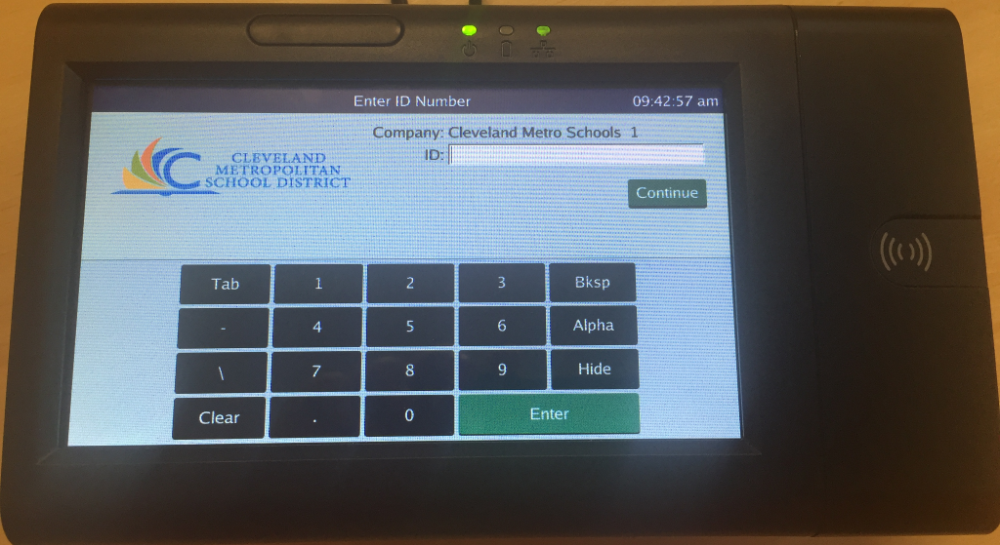 Enter ID Number 09:42:57 am
Company: Cleveland Metro Schools 1
ID:
CLEVELAND
METROPOLITAN
SCHOOL DISTRICT
Continue
Tab 1 2 3 Bksp
- 4 5 6 Alpha
\ 7 8 9 Hide
Clear . 0 Enter